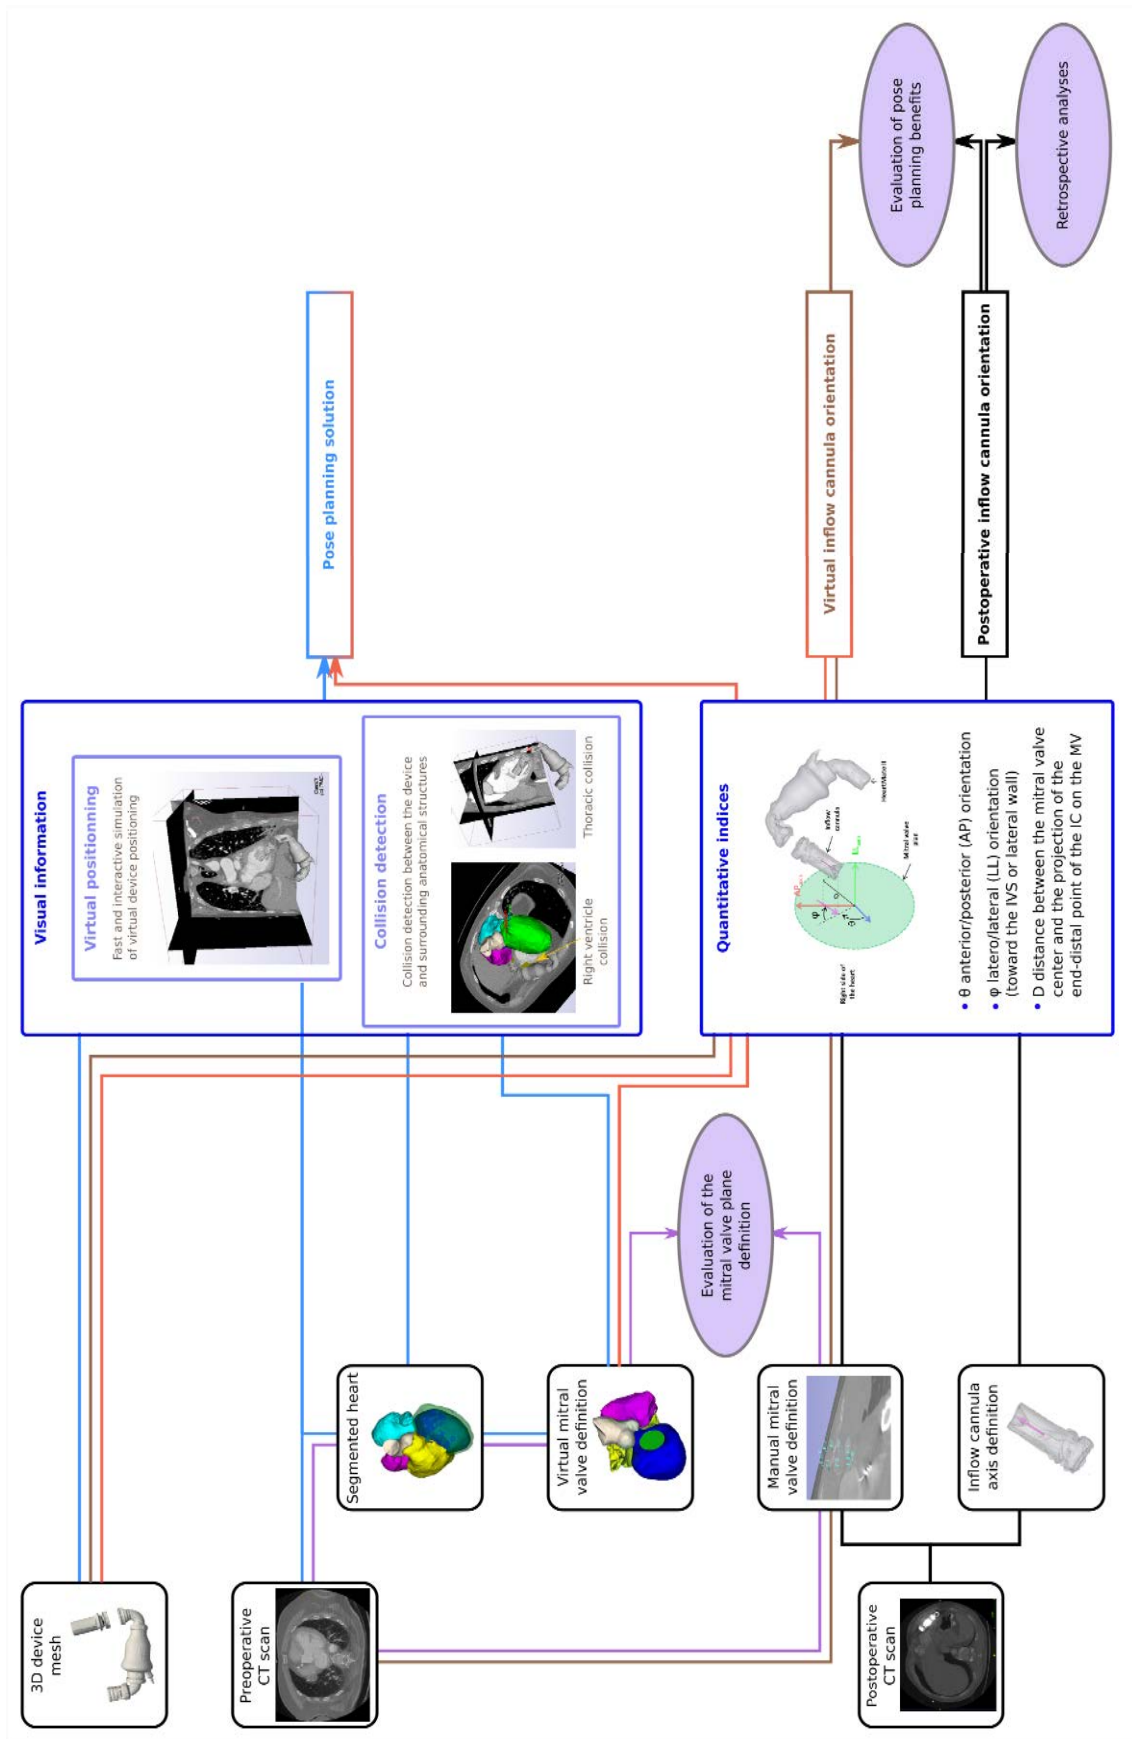 3D device
mesh
Preoperative
CT scan
Postoperative
CT scan
Segmented heart
Virtual mitral
valve definition
Manual mitral
valve definition
Inflow cannula
axis definition
Evaluation of the
mitral valve plane
definition
Visual information
Virtual positionning
Fast and interactive simulation
of virtual device positioning
Collision detection
Collision detection between the device
and surrounding anatomical structures
Right ventricle
collision
Thoracic collision
Quantitative indices
Right side of
the heart
Inflow
cannula
HeartMate II
Mitral valve
φ
θ
• θ anterior/posterior (AP) orientation
• φ latero/lateral (LL) orientation
(toward the IVS or lateral wall)
• D distance between the mitral valve
center and the projection of the
end-distal point of the IC on the MV
Pose planning solution
Virtual inflow cannula orientation
Postoperative inflow cannula orientation
Evaluation of pose
planning benefits
Retrospective analyses